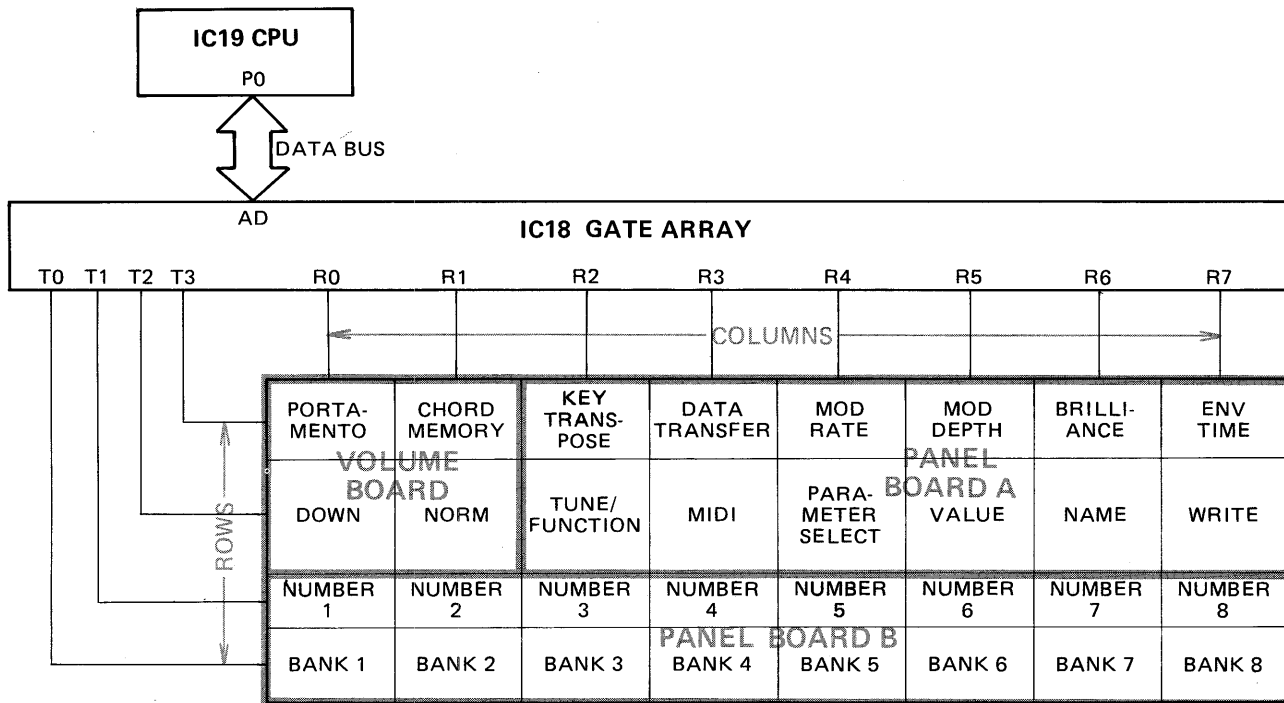 IC19 CPU
P0
DATA BUS
AD
IC18 GATE ARRAY
T0 T1 T2 T3 R0 R1 R2 R3 R4 R5 R6 R7
COLUMNS
ROWS
PORTA-
MENTO
CHORD
MEMORY
KEY
TRANS-
POSE
DATA
TRANSFER
MOD
RATE
MOD
DEPTH
BRILLI-
ANCE
ENV
TIME
VOLUME
BOARD
PANEL
BOARD A
DOWN
NORM
TUNE/
FUNCTION
MIDI
PARA-
METER
SELECT
VALUE
NAME
WRITE
NUMBER
1
NUMBER
2
NUMBER
3
NUMBER
4
NUMBER
5
NUMBER
6
NUMBER
7
NUMBER
8
PANEL BOARD B
BANK 1
BANK 2
BANK 3
BANK 4
BANK 5
BANK 6
BANK 7
BANK 8